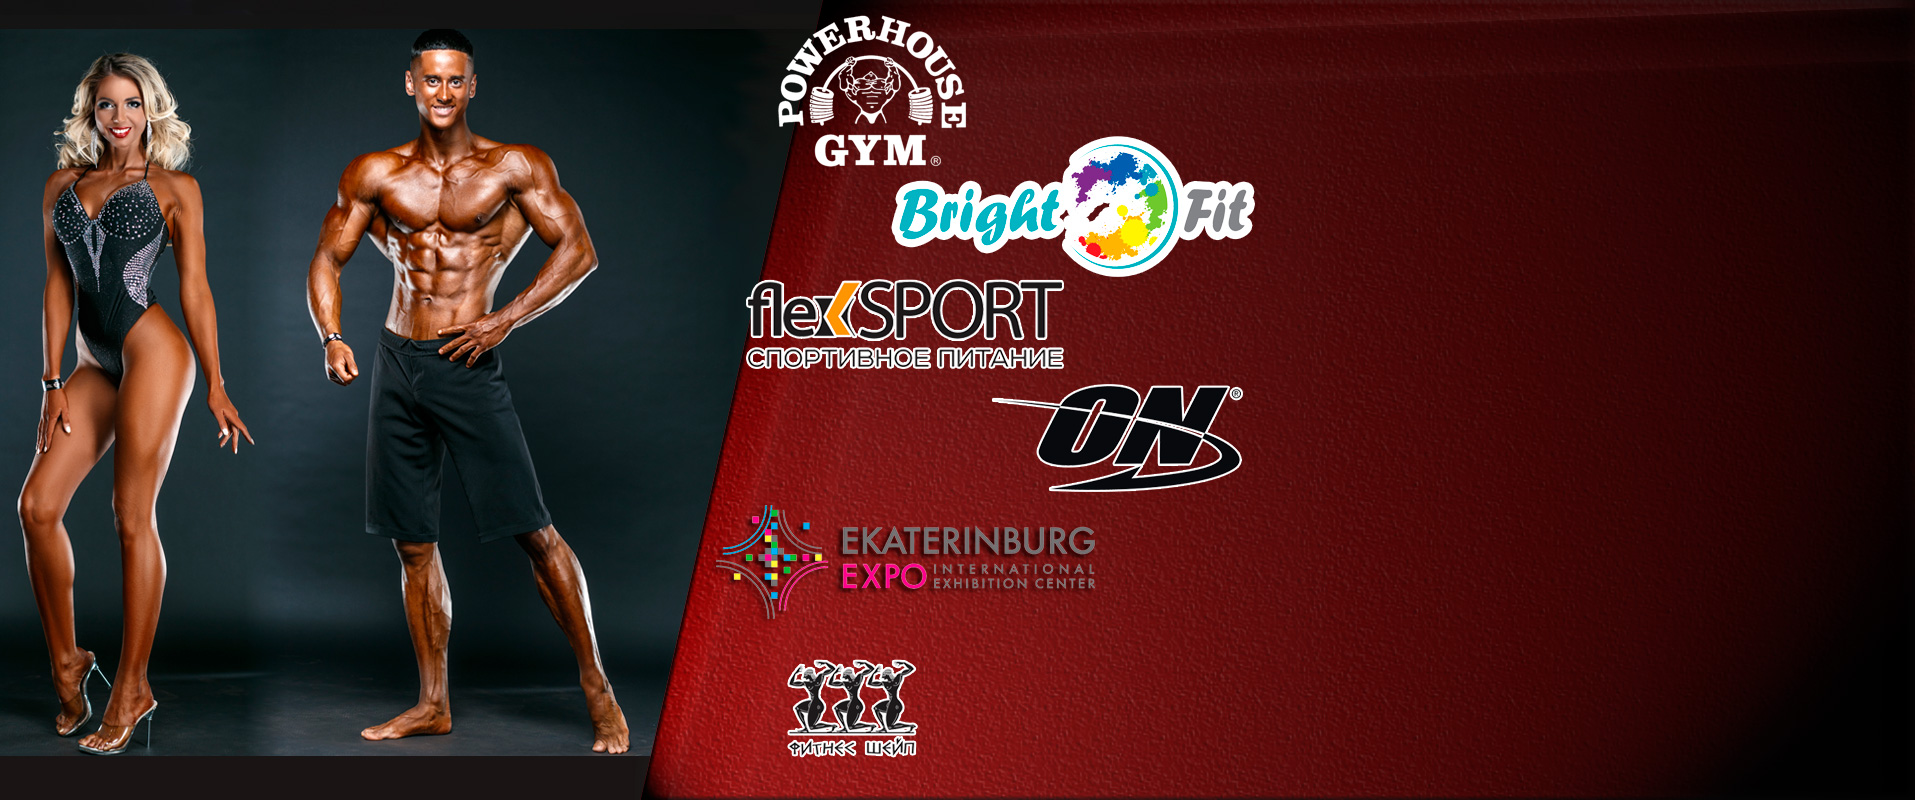 POWERHOUSE
GYM®
Bright Fit
flexSPORT
СПОРТИВНОЕ ПИТАНИЕ
ON®
EKATERINBURG
EXPO INTERNATIONAL
EXHIBITION CENTER
ФИТНЕС ШЕЙП